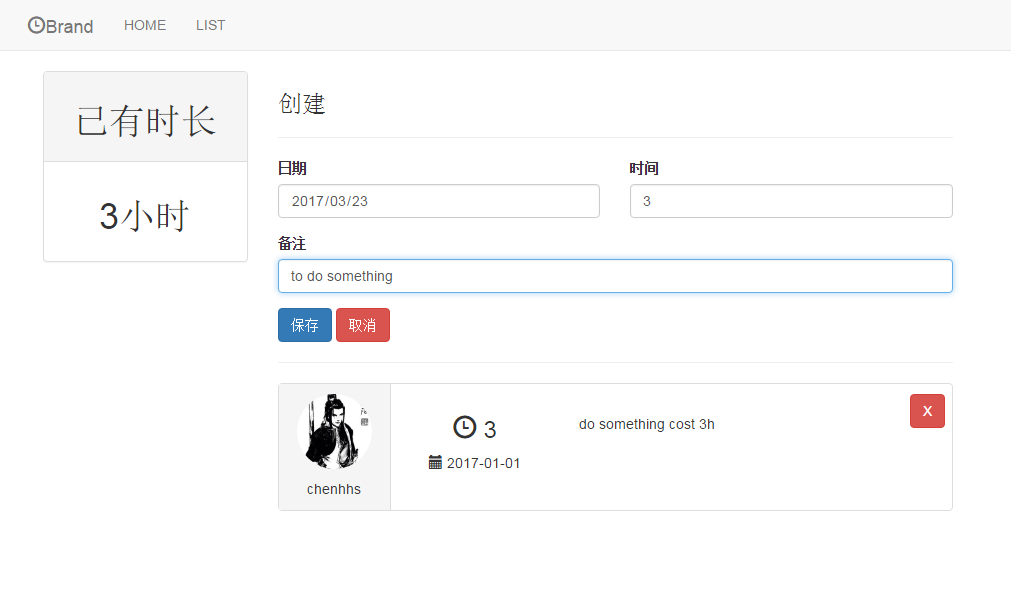 Brand HOME LIST
已有时长
3小时
创建
日期 时间
2017/03/23 3
备注
to do something
保存 取消
3
2017-01-01
chenhhs
do something cost 3h
X